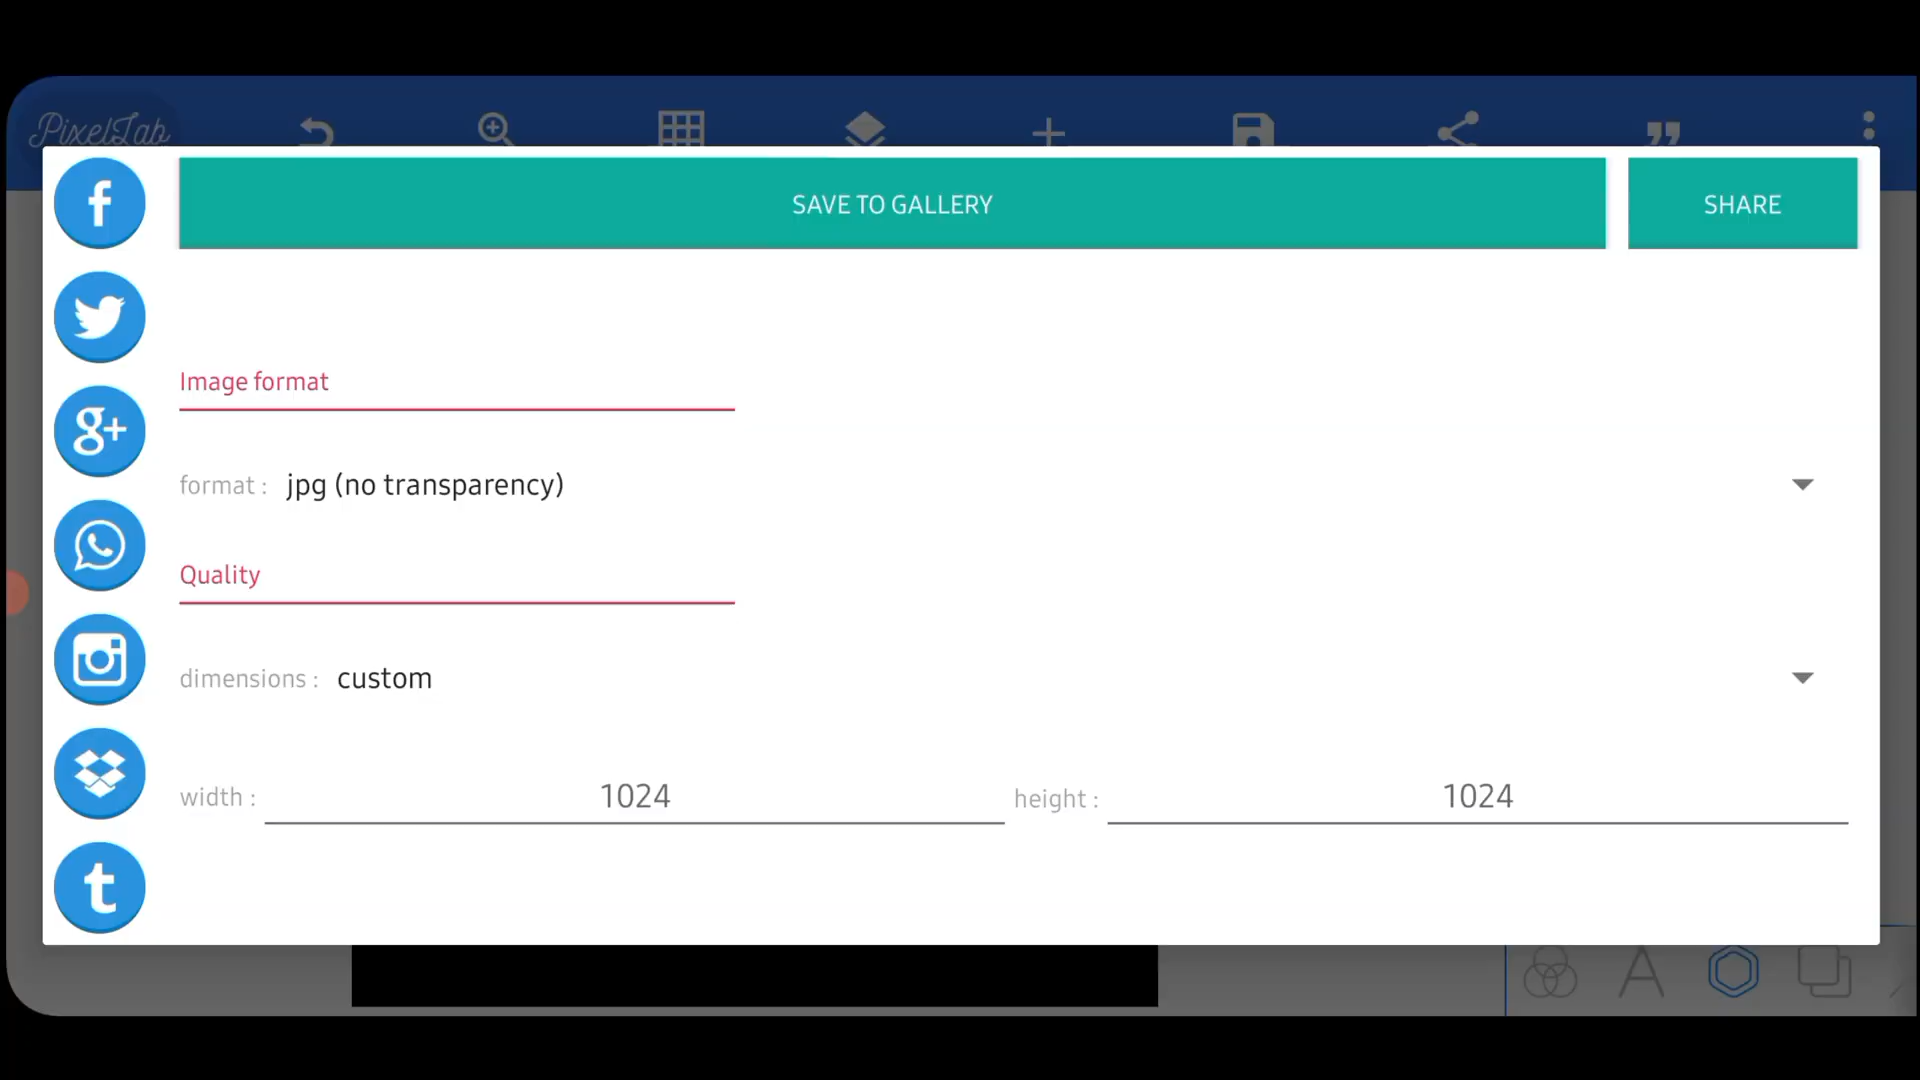 PixelLab
SAVE TO GALLERY
SHARE
Image format
format : jpg (no transparency)
Quality
dimensions : custom
width : 1024 height : 1024